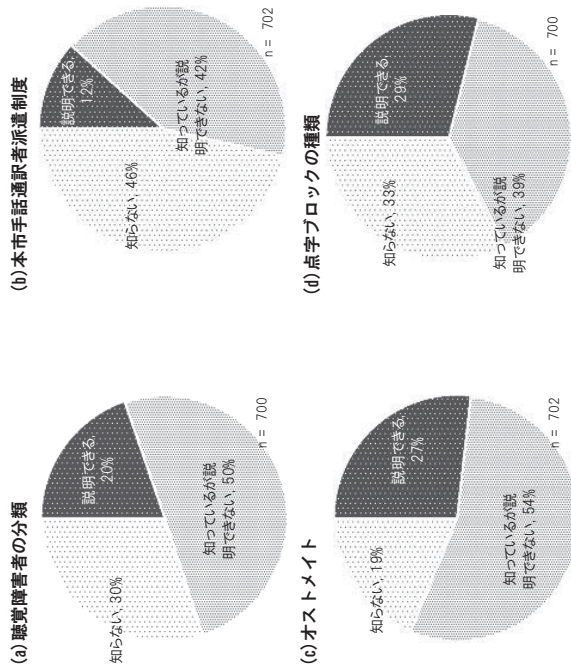 (a) 聴覚障害者の分類
説明できる,
20%
知っているが説
明できない, 50%
知らない, 30%
n = 700
(b) 本市手話通訳者派遣制度
説明できる,
12%
知っているが説
明できない, 42%
知らない, 46%
n = 702
(c) オストメイト
説明できる,
27%
知っているが説
明できない, 54%
知らない, 19%
n = 702
(d) 点字ブロックの種類
説明できる,
29%
知っているが説
明できない, 39%
知らない, 33%
n = 700